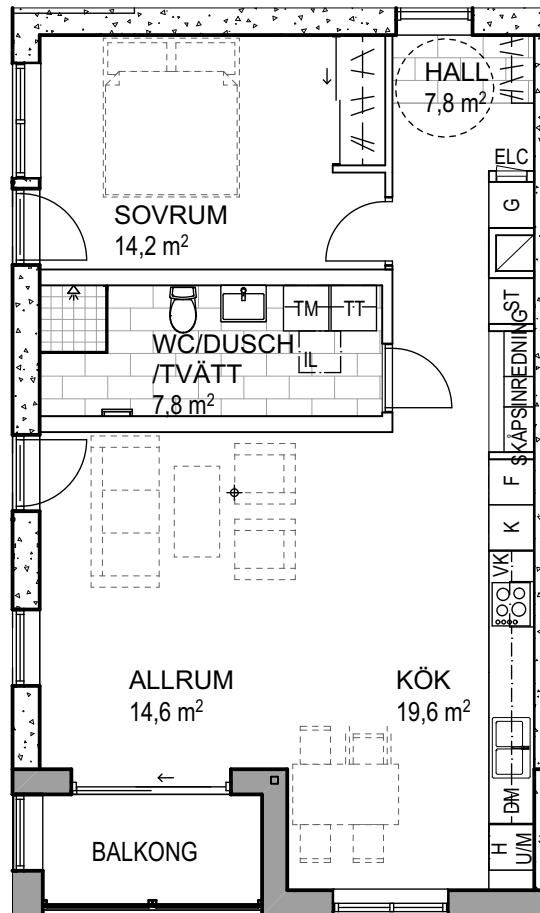 HALL
7,8 m²
ELC
G
SOVRUM
14,2 m²
ST
TM
TT
WC/DUSCH
/TVÄTT
7,8 m²
IL
SKÅPSINREDNING
F
K
VK
ALLRUM
14,6 m²
KÖK
19,6 m²
DM
BALKONG
H
U/M